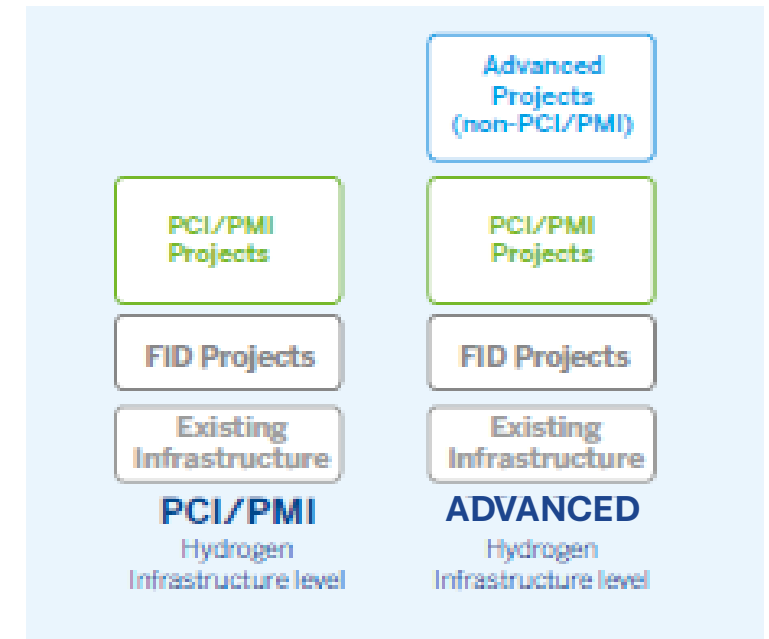 Advanced
Projects
(non-PCI/PMI)
PCI/PMI
Projects
PCI/PMI
Projects
FID Projects
FID Projects
Existing
Infrastructure
Existing
Infrastructure
PCI/PMI
ADVANCED
Hydrogen
Infrastructure level
Hydrogen
Infrastructure level